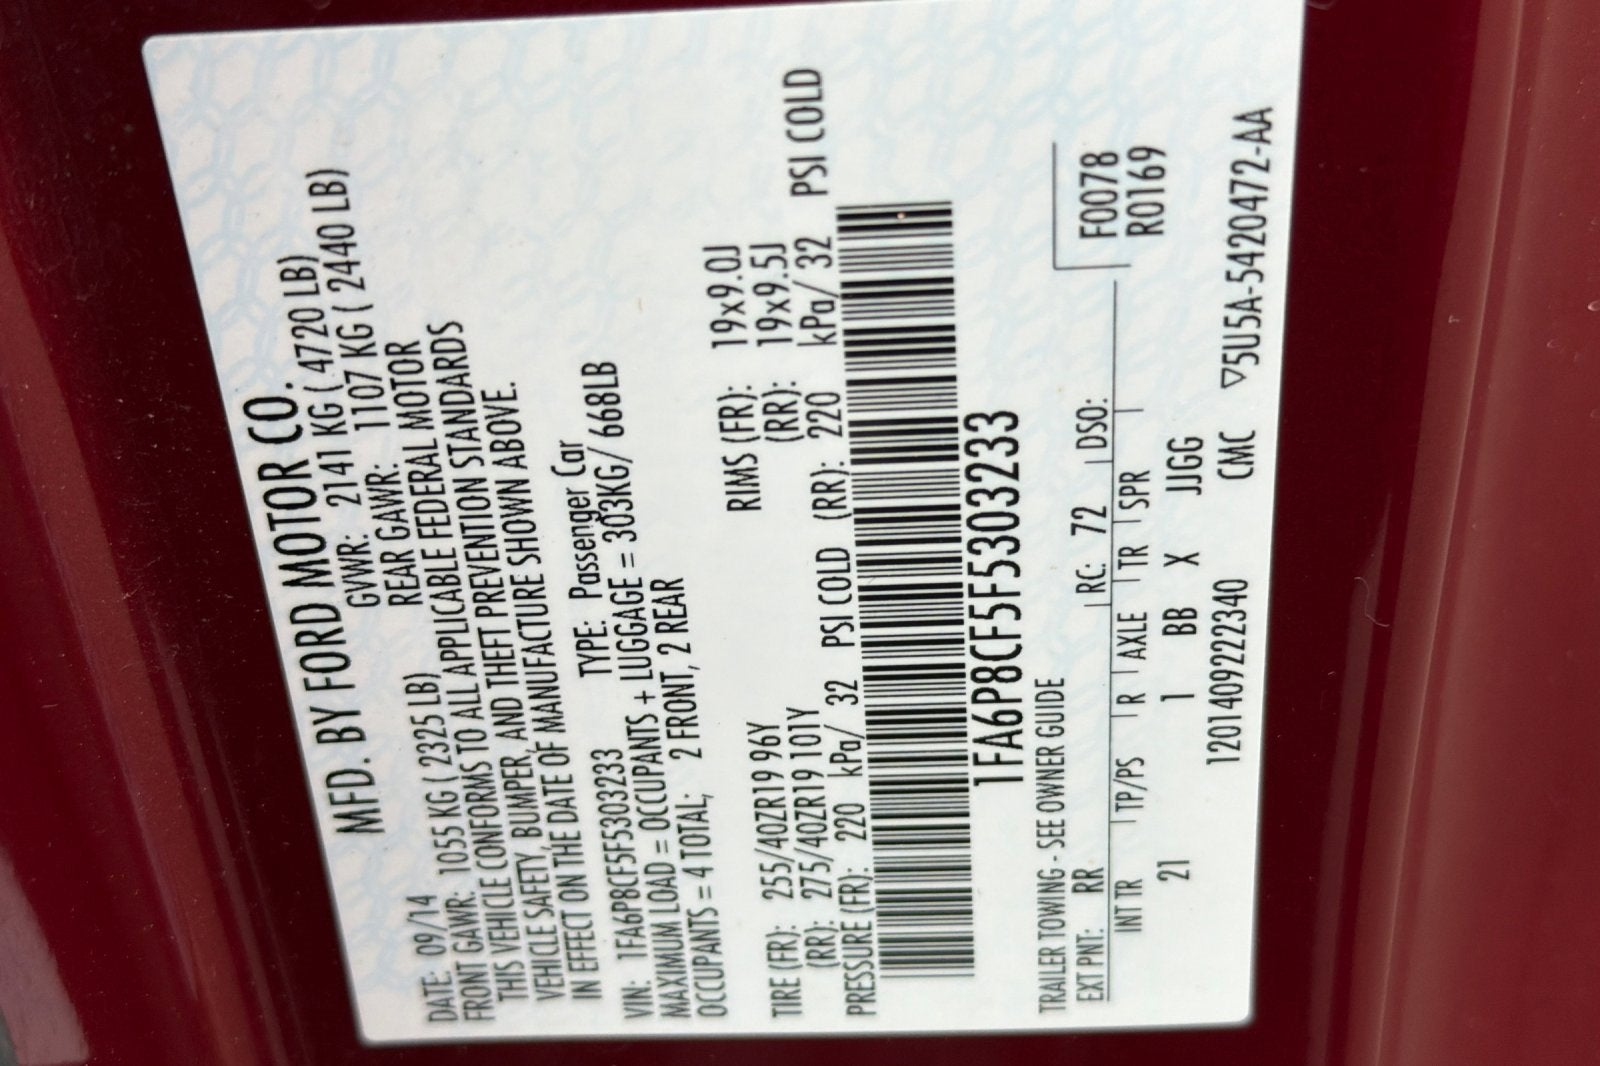 MFD. BY FORD MOTOR CO.
DATE: 09/14 GVWR: 2141 KG ( 4720 LB)
FRONT GAWR: 1055 KG ( 2325 LB) REAR GAWR: 1107 KG ( 2440 LB)
THIS VEHICLE CONFORMS TO ALL APPLICABLE FEDERAL MOTOR
VEHICLE SAFETY, BUMPER, AND THEFT PREVENTION STANDARDS
IN EFFECT ON THE DATE OF MANUFACTURE SHOWN ABOVE.
VIN: 1FA6P8CF5F5303233 TYPE: Passenger Car
MAXIMUM LOAD = OCCUPANTS + LUGGAGE = 303KG/ 668LB
OCCUPANTS = 4 TOTAL; 2 FRONT, 2 REAR
TIRE (FR): 255/40ZR19 96Y RIMS (FR): 19x9.0J
(RR): 275/40ZR19 101Y (RR): 19x9.5J
PRESSURE (FR): 220 kPa/ 32 PSI COLD (RR): 220 kPa/ 32 PSI COLD
1FA6P8CF5F5303233
TRAILER TOWING - SEE OWNER GUIDE
F0078
EXT PNT: RR RC: 72 DSO:
R0169
INT TR TP/PS R AXLE TR SPR
21 1 BB X JJGG
1201409222340 CMC ▽5U5A-5420472-AA